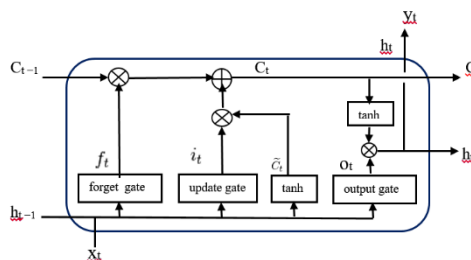 yₜ
hₜ
Cₜ₋₁
Cₜ
C
tanh
fₜ
iₜ
C̃ₜ
oₜ
h
forget gate
update gate
tanh
output gate
hₜ₋₁
xₜ